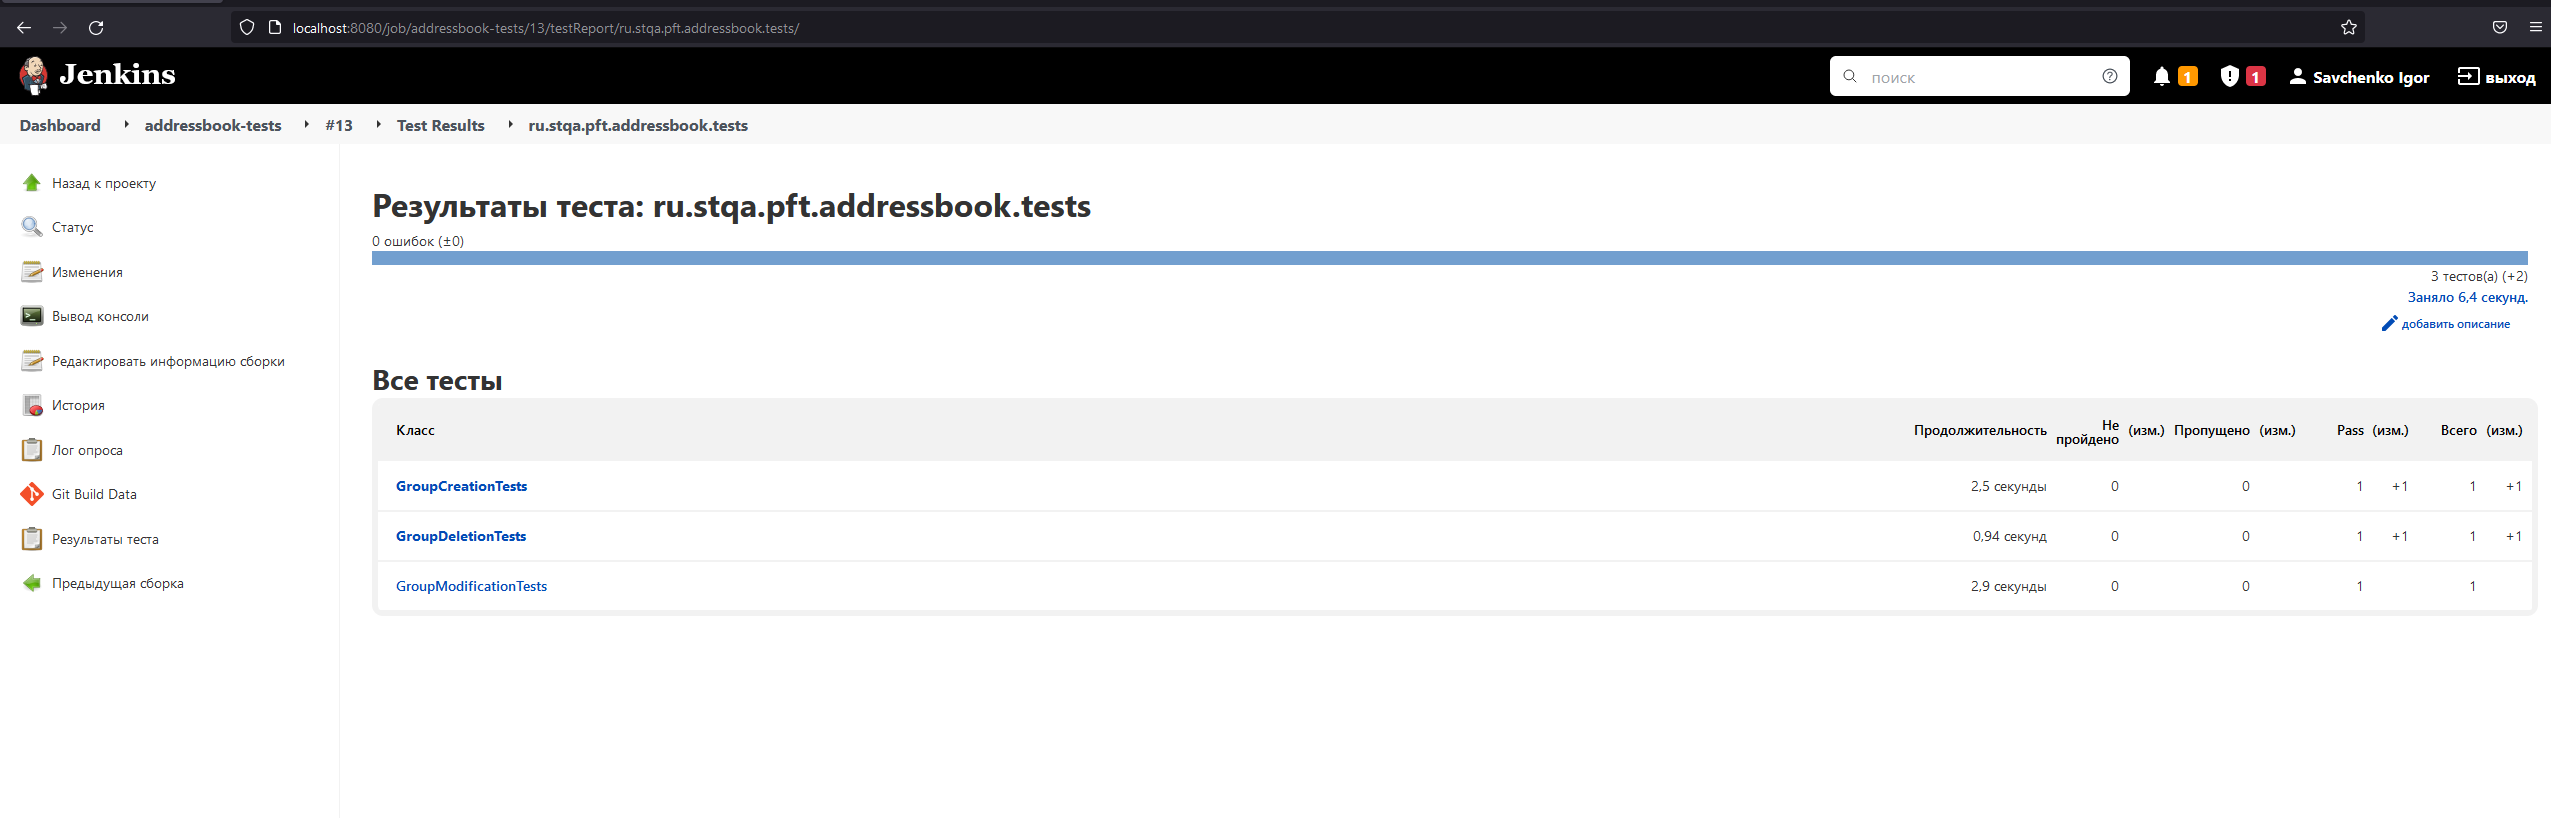 localhost:8080/job/addressbook-tests/13/testReport/ru.stqa.pft.addressbook.tests/
Jenkins
поиск
1
1
Savchenko Igor
выход
Dashboard addressbook-tests #13 Test Results ru.stqa.pft.addressbook.tests
Назад к проекту
Статус
Изменения
Вывод консоли
Редактировать информацию сборки
История
Лог опроса
Git Build Data
Результаты теста
Предыдущая сборка
Результаты теста: ru.stqa.pft.addressbook.tests
0 ошибок (±0)
3 тестов(а) (+2)
Заняло 6,4 секунд.
добавить описание
Все тесты
Класс Продолжительность Не пройдено (изм.) Пропущено (изм.) Pass (изм.) Всего (изм.)
GroupCreationTests 2,5 секунды 0 0 1 +1 1 +1
GroupDeletionTests 0,94 секунд 0 0 1 +1 1 +1
GroupModificationTests 2,9 секунды 0 0 1 1